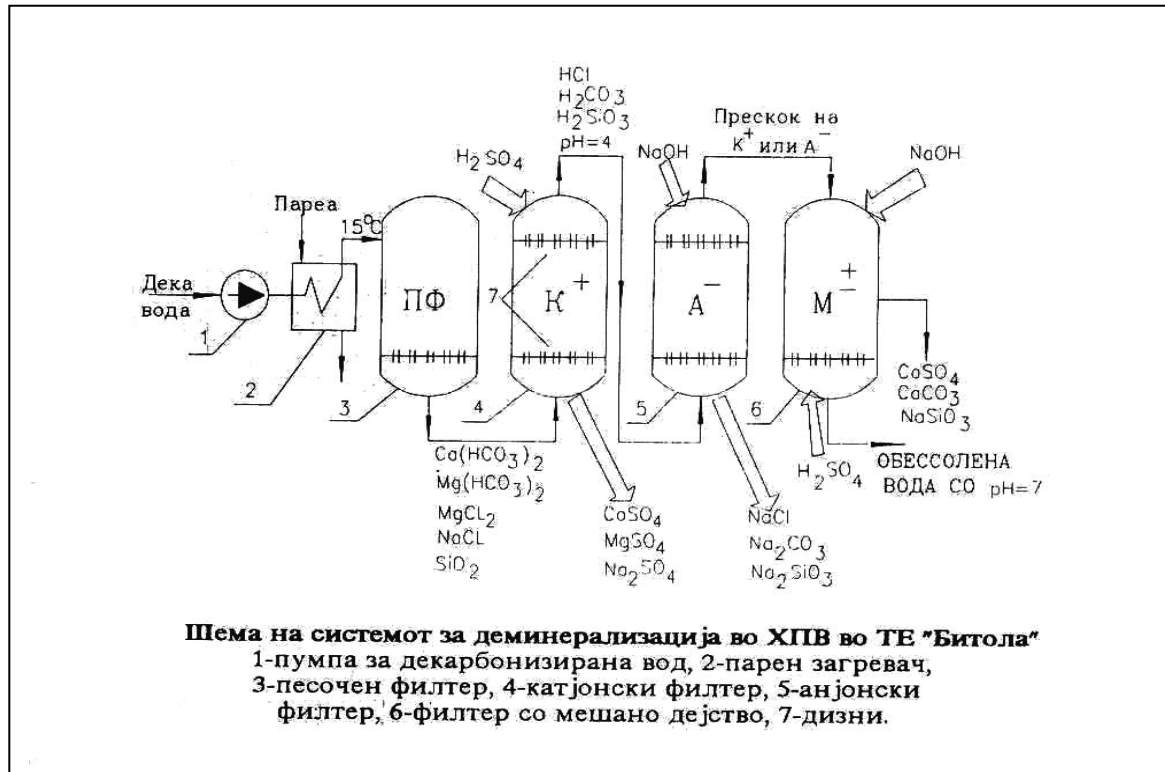 HCl
H2CO3
H2SiO3
pH=4
H2SO4
Пареа
15°C
Дека
вода
1
2
3
ПФ
Ca(HCO3)2
Mg(HCO3)2
MgCL2
NaCL
SiO2
4
7
K+
CaSO4
MgSO4
Na2SO4
NaOH
Прескок на
K+ или A-
5
A-
NaCl
Na2CO3
Na2SiO3
NaOH
M±
6
H2SO4
CaSO4
CaCO3
NaSiO3
ОБЕССОЛЕНА
ВОДА СО pH=7
Шема на системот за деминерализација во ХПВ во ТЕ "Битола"
1-пумпа за декарбонизирана вод, 2-парен загревач,
3-песочен филтер, 4-катјонски филтер, 5-анјонски
филтер, 6-филтер со мешано дејство, 7-дизни.